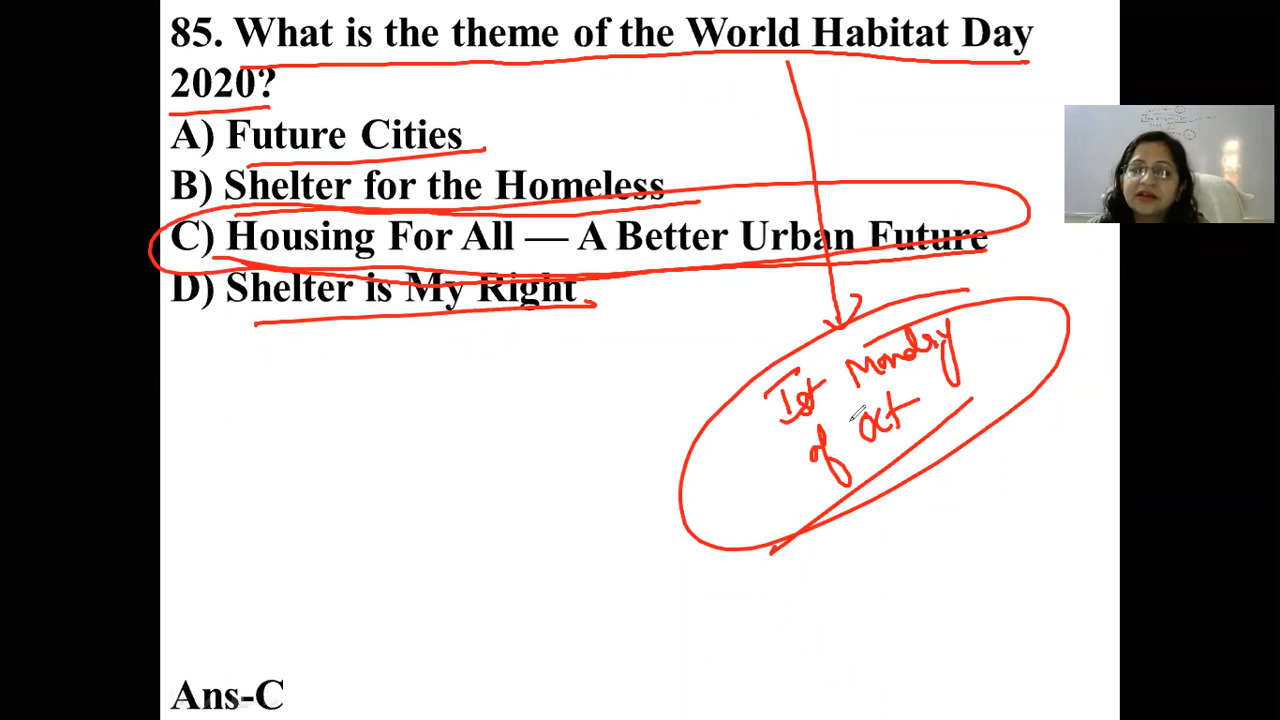 85. What is the theme of the World Habitat Day
2020?
A) Future Cities
B) Shelter for the Homeless
C) Housing For All — A Better Urban Future
D) Shelter is My Right
Ist Monday
of Oct
Ans-C